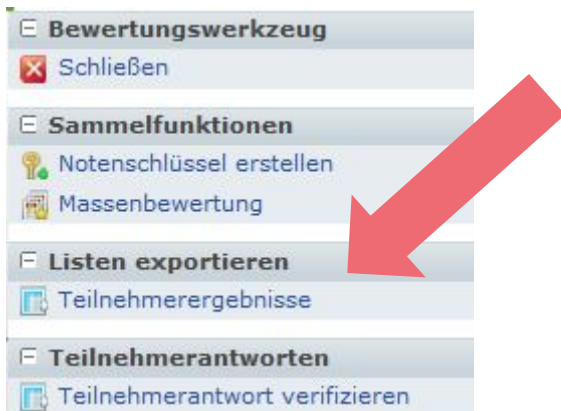 Bewertungswerkzeug
Schließen
Sammelfunktionen
Notenschlüssel erstellen
Massenbewertung
Listen exportieren
Teilnehmerergebnisse
Teilnehmerantworten
Teilnehmerantwort verifizieren